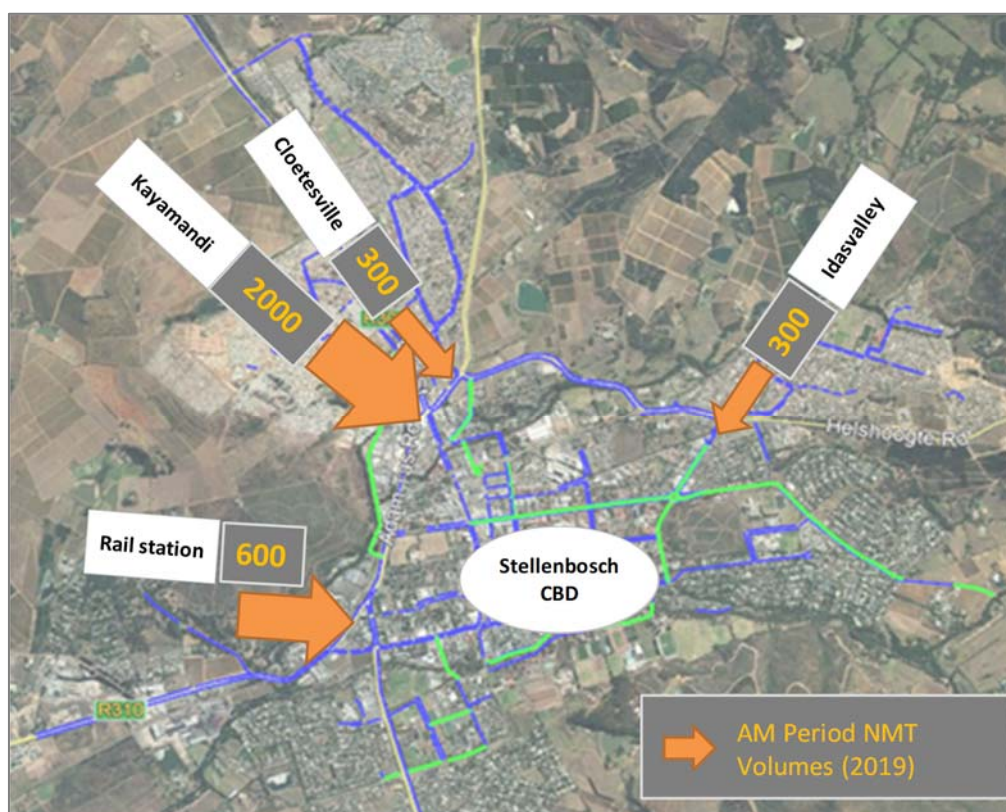 Cloetesville
300
Kayamandi
2000
Idasvalley
300
Helshoogte Rd
Rail station
600
Stellenbosch
CBD
R310
AM Period NMT
Volumes (2019)